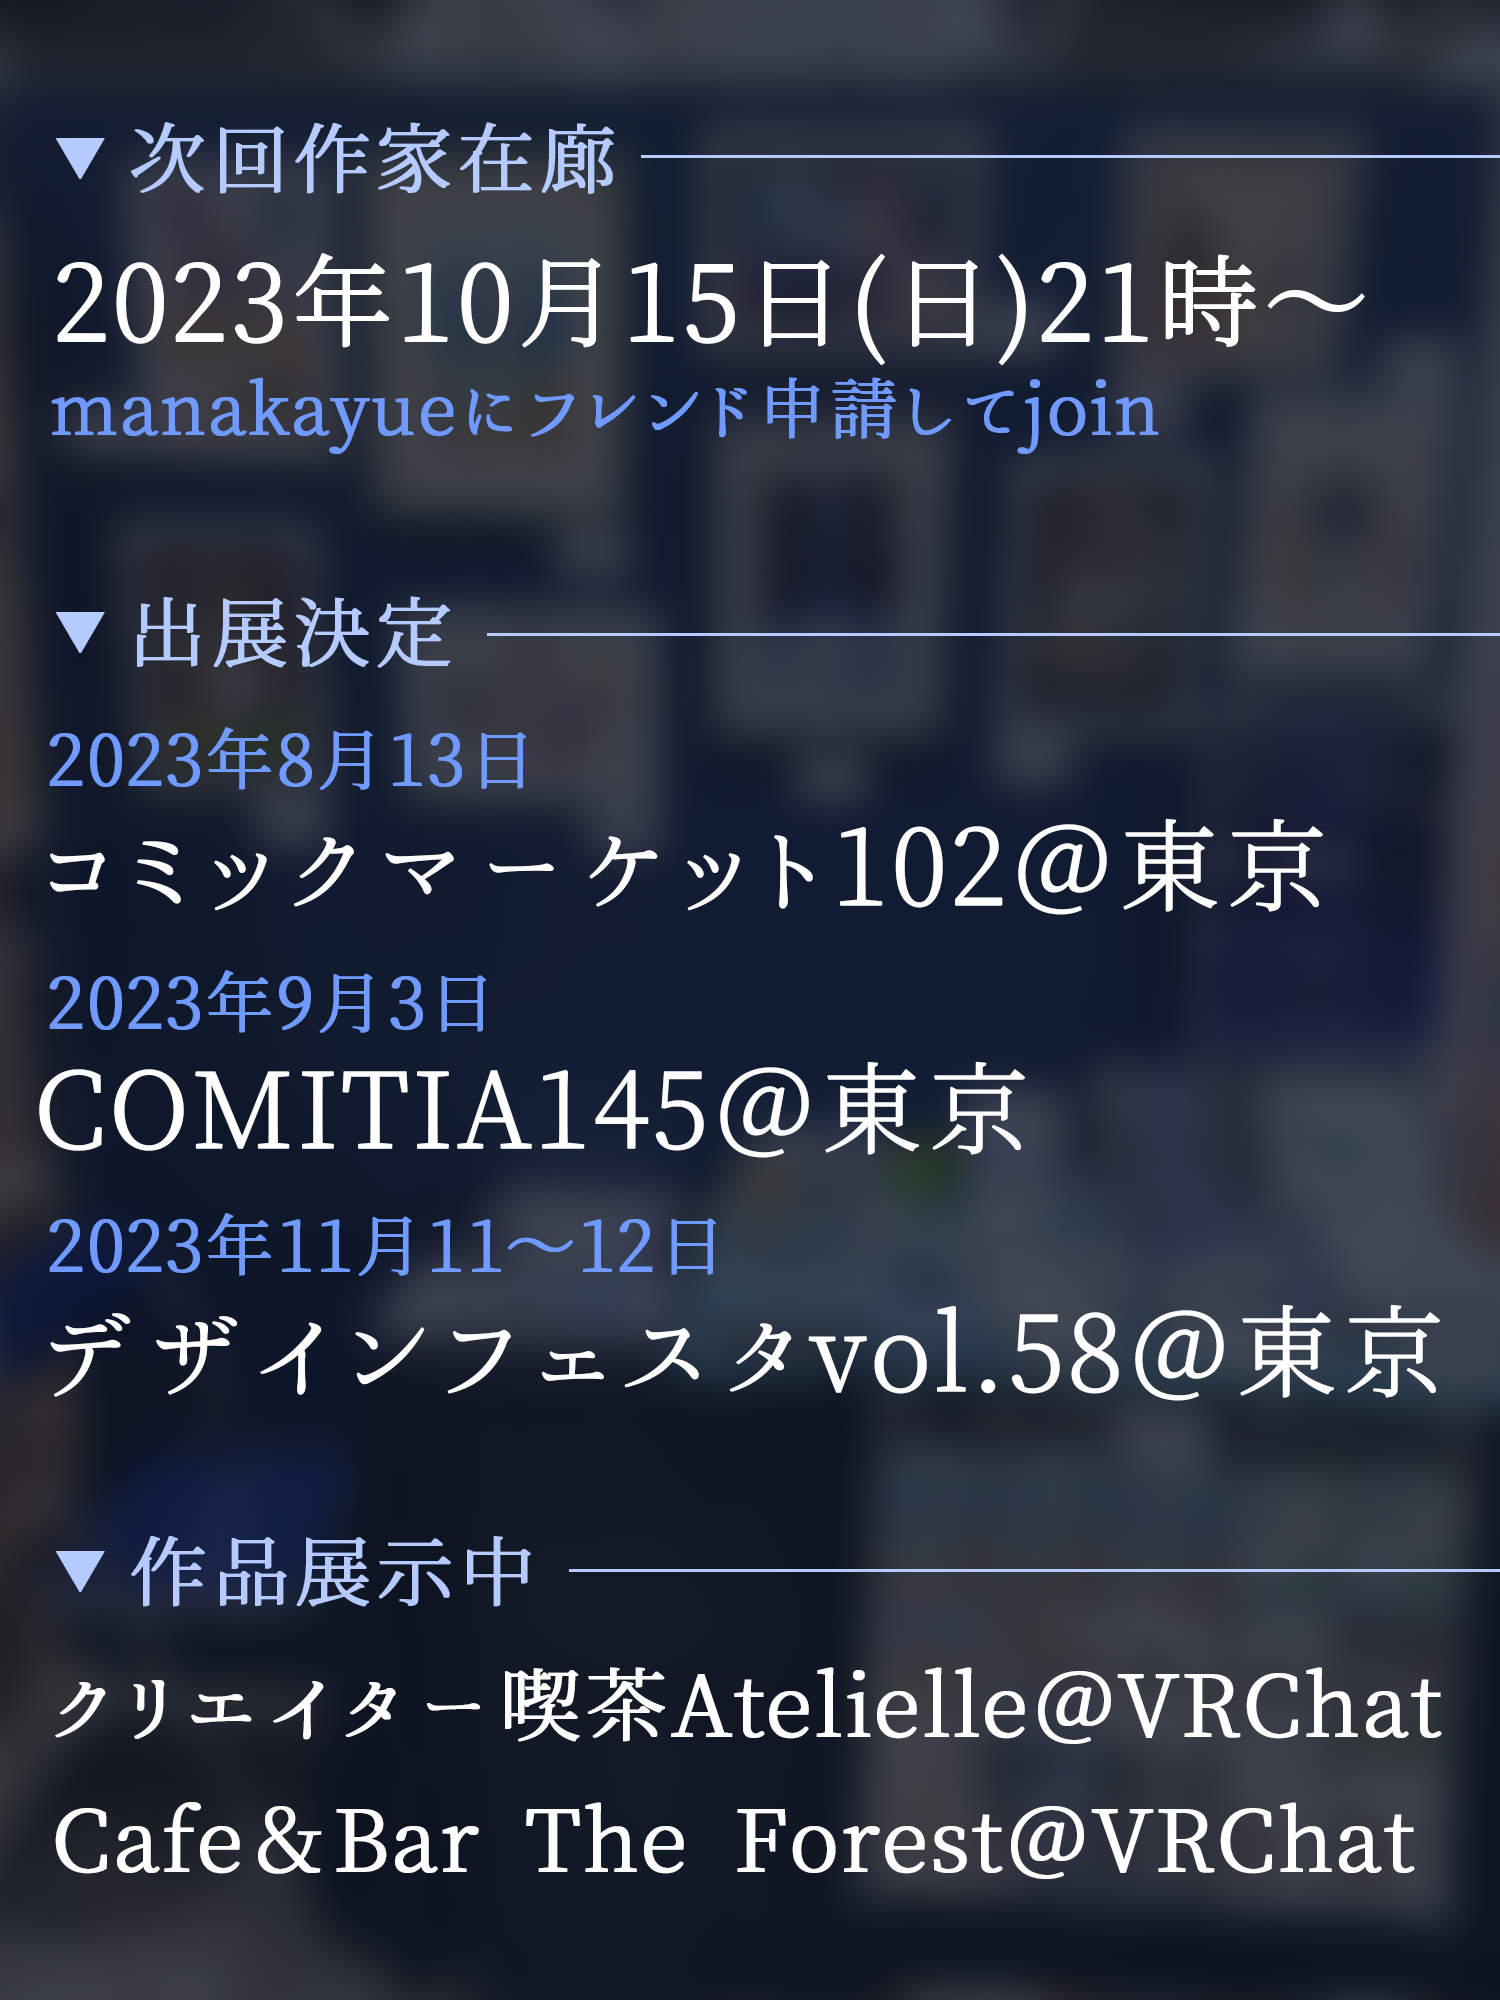 ▼次回作家在廊
2023年10月15日(日)21時〜
manakayueにフレンド申請してjoin
▼出展決定
2023年8月13日
コミックマーケット102@東京
2023年9月3日
COMITIA145@東京
2023年11月11〜12日
デザインフェスタvol.58@東京
▼作品展示中
クリエイター喫茶Atelielle@VRChat
Cafe&Bar The Forest@VRChat